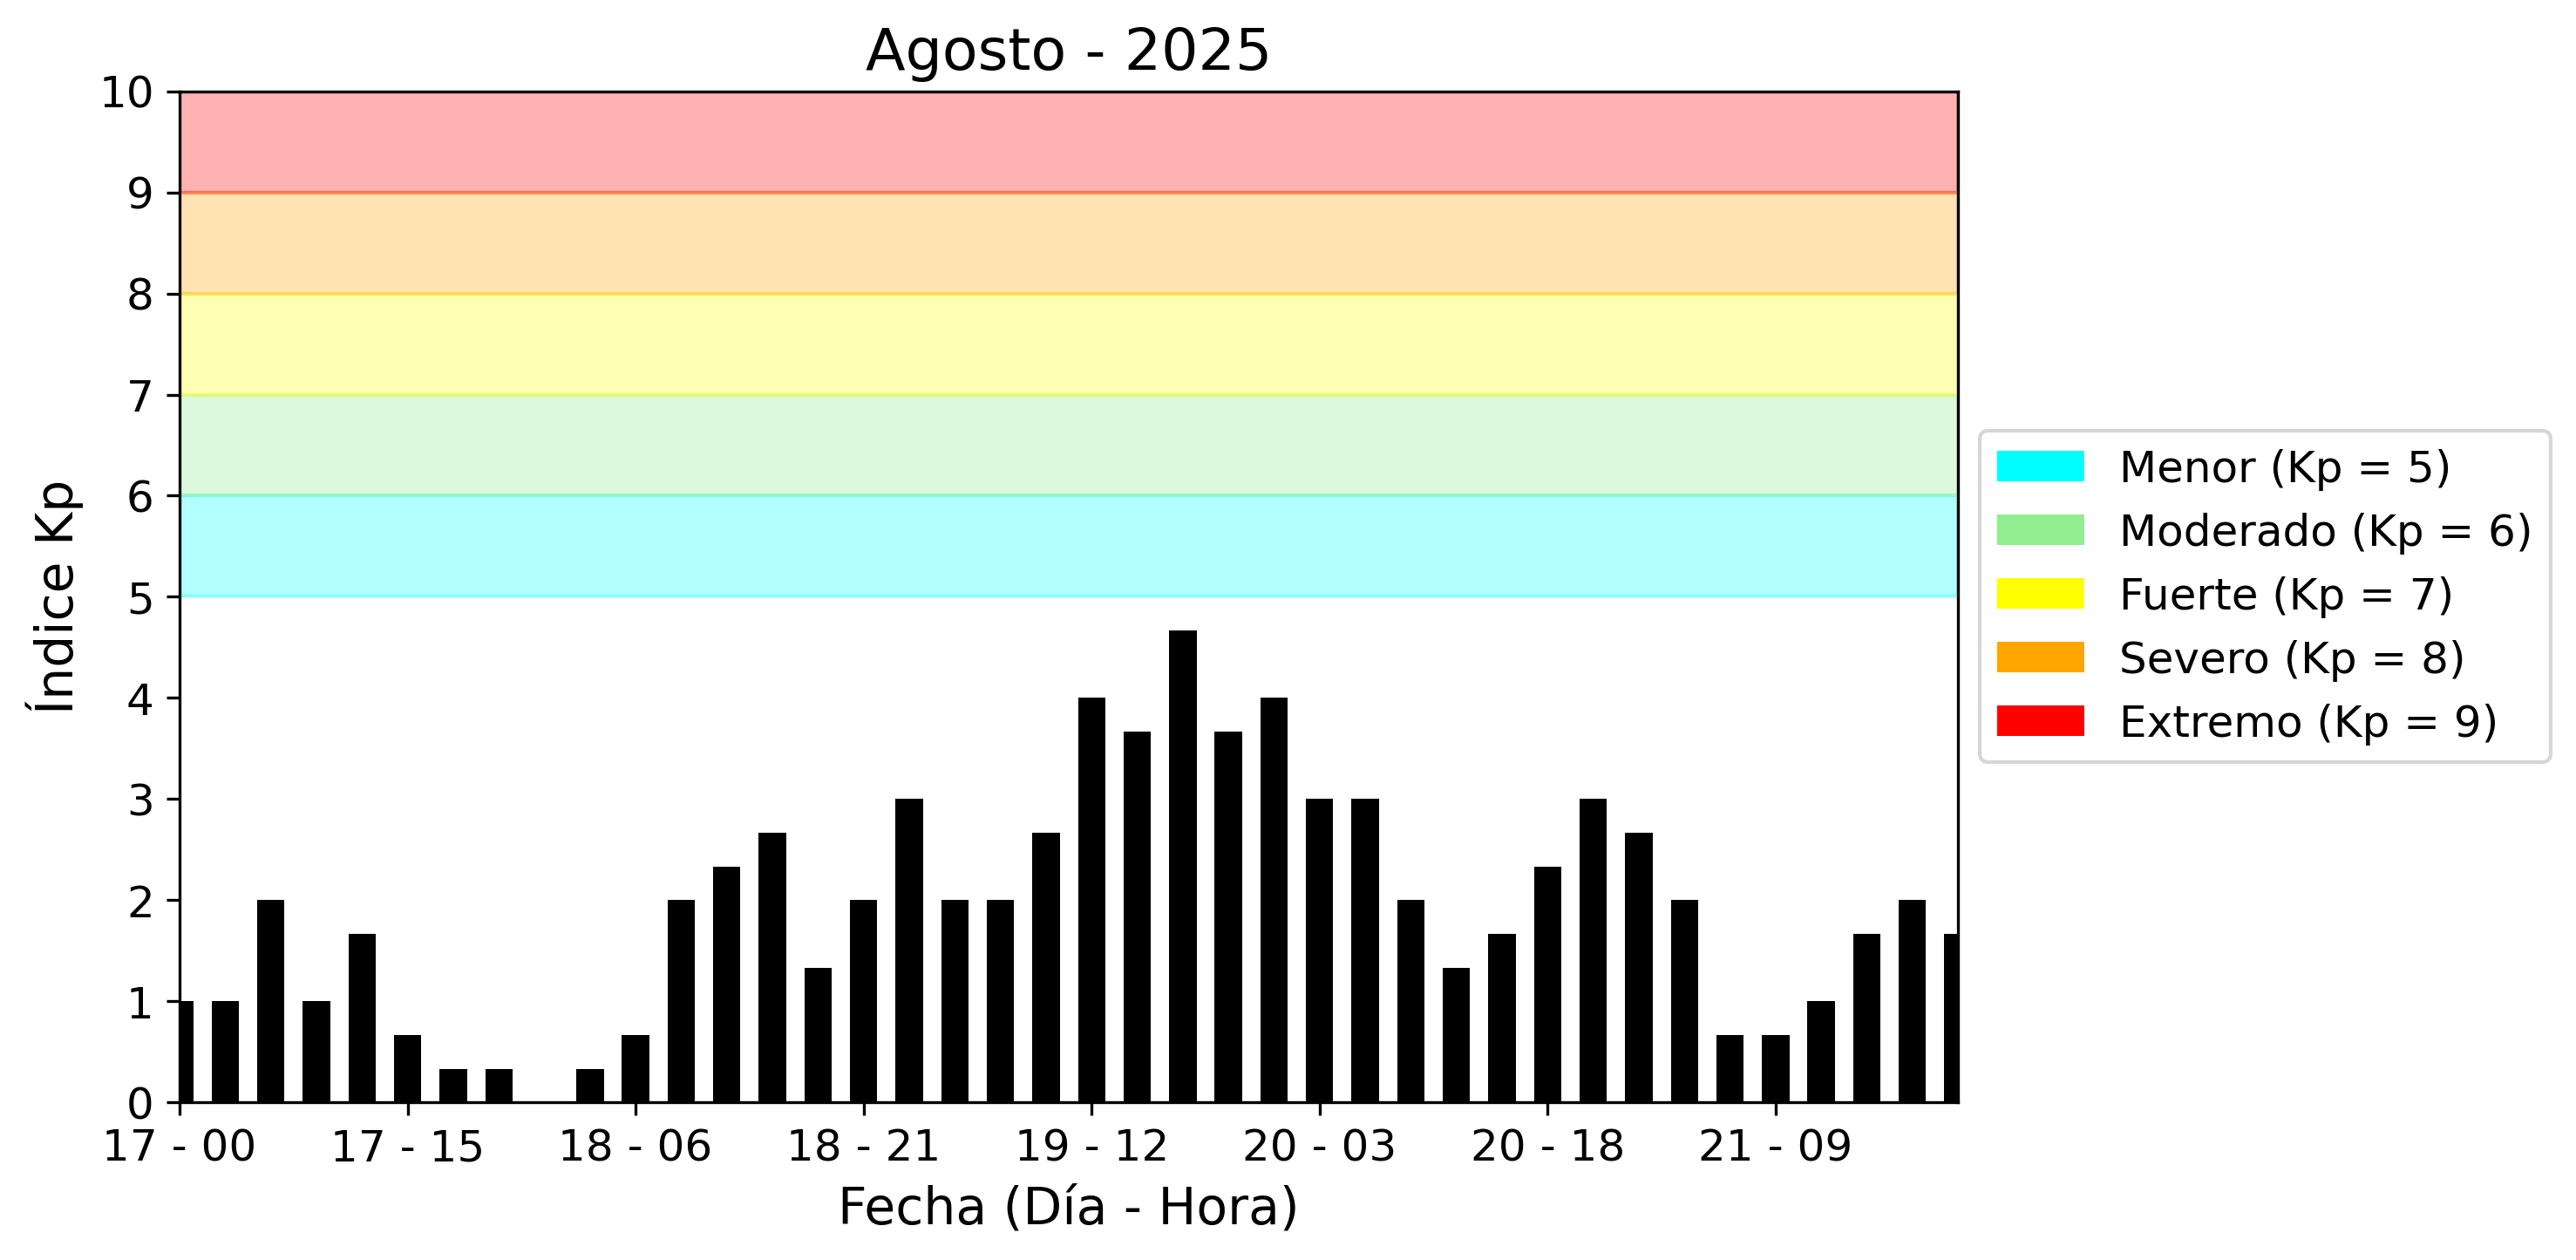 Agosto - 2025
10
9
8
7
6
5
4
3
2
1
0
Índice Kp
17 - 00
17 - 15
18 - 06
18 - 21
19 - 12
20 - 03
20 - 18
21 - 09
Fecha (Día - Hora)
Menor (Kp = 5)
Moderado (Kp = 6)
Fuerte (Kp = 7)
Severo (Kp = 8)
Extremo (Kp = 9)